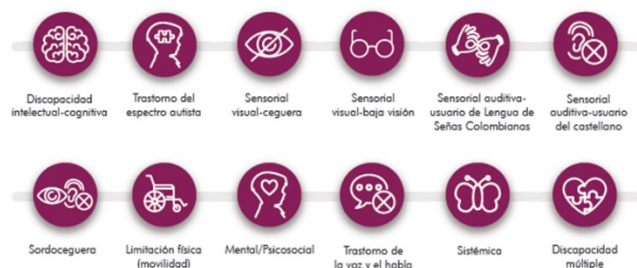 Discapacidad
intelectual-cognitiva
Trastorno del
espectro autista
Sensorial
visual-ceguera
Sensorial
visual-baja visión
Sensorial auditiva-
usuario de Lengua de
Señas Colombianas
Sensorial
auditiva-usuario
del castellano
Sordoceguera
Limitación física
(movilidad)
Mental/Psicosocial
Trastorno de
la voz y el habla
Sistémica
Discapacidad
múltiple